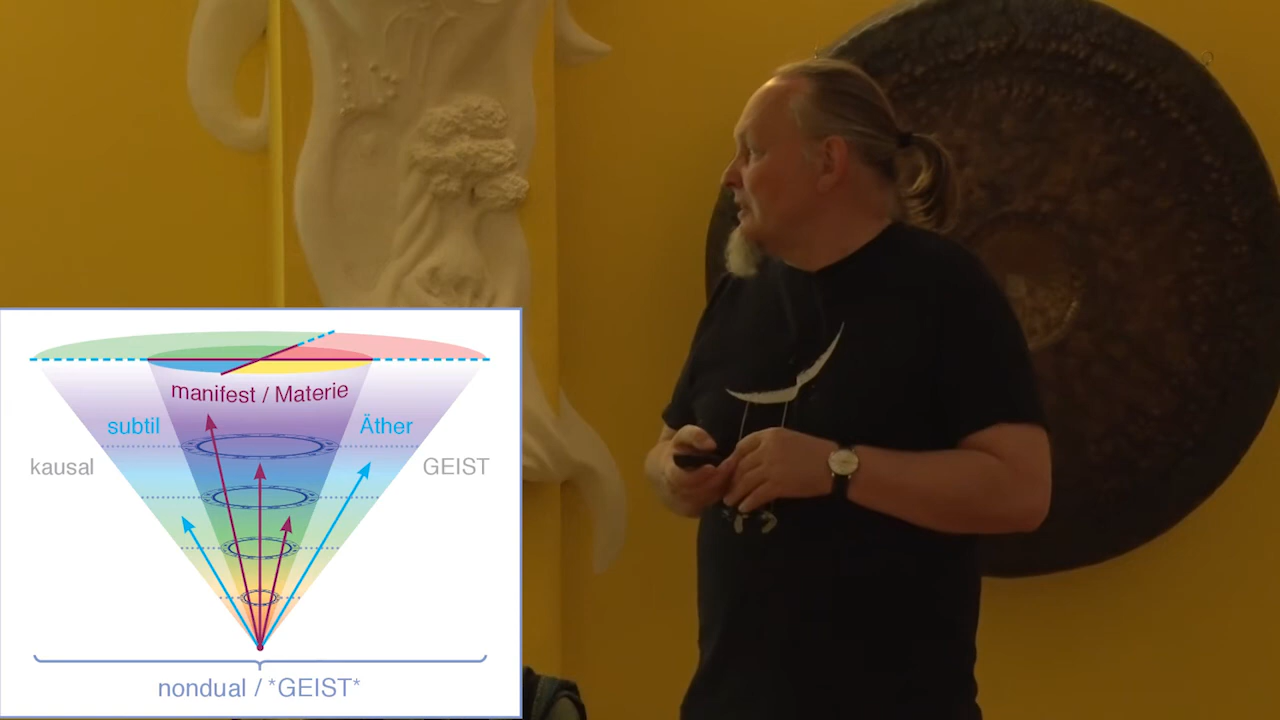 manifest / Materie
subtil
Äther
kausal
GEIST
nondual / *GEIST*